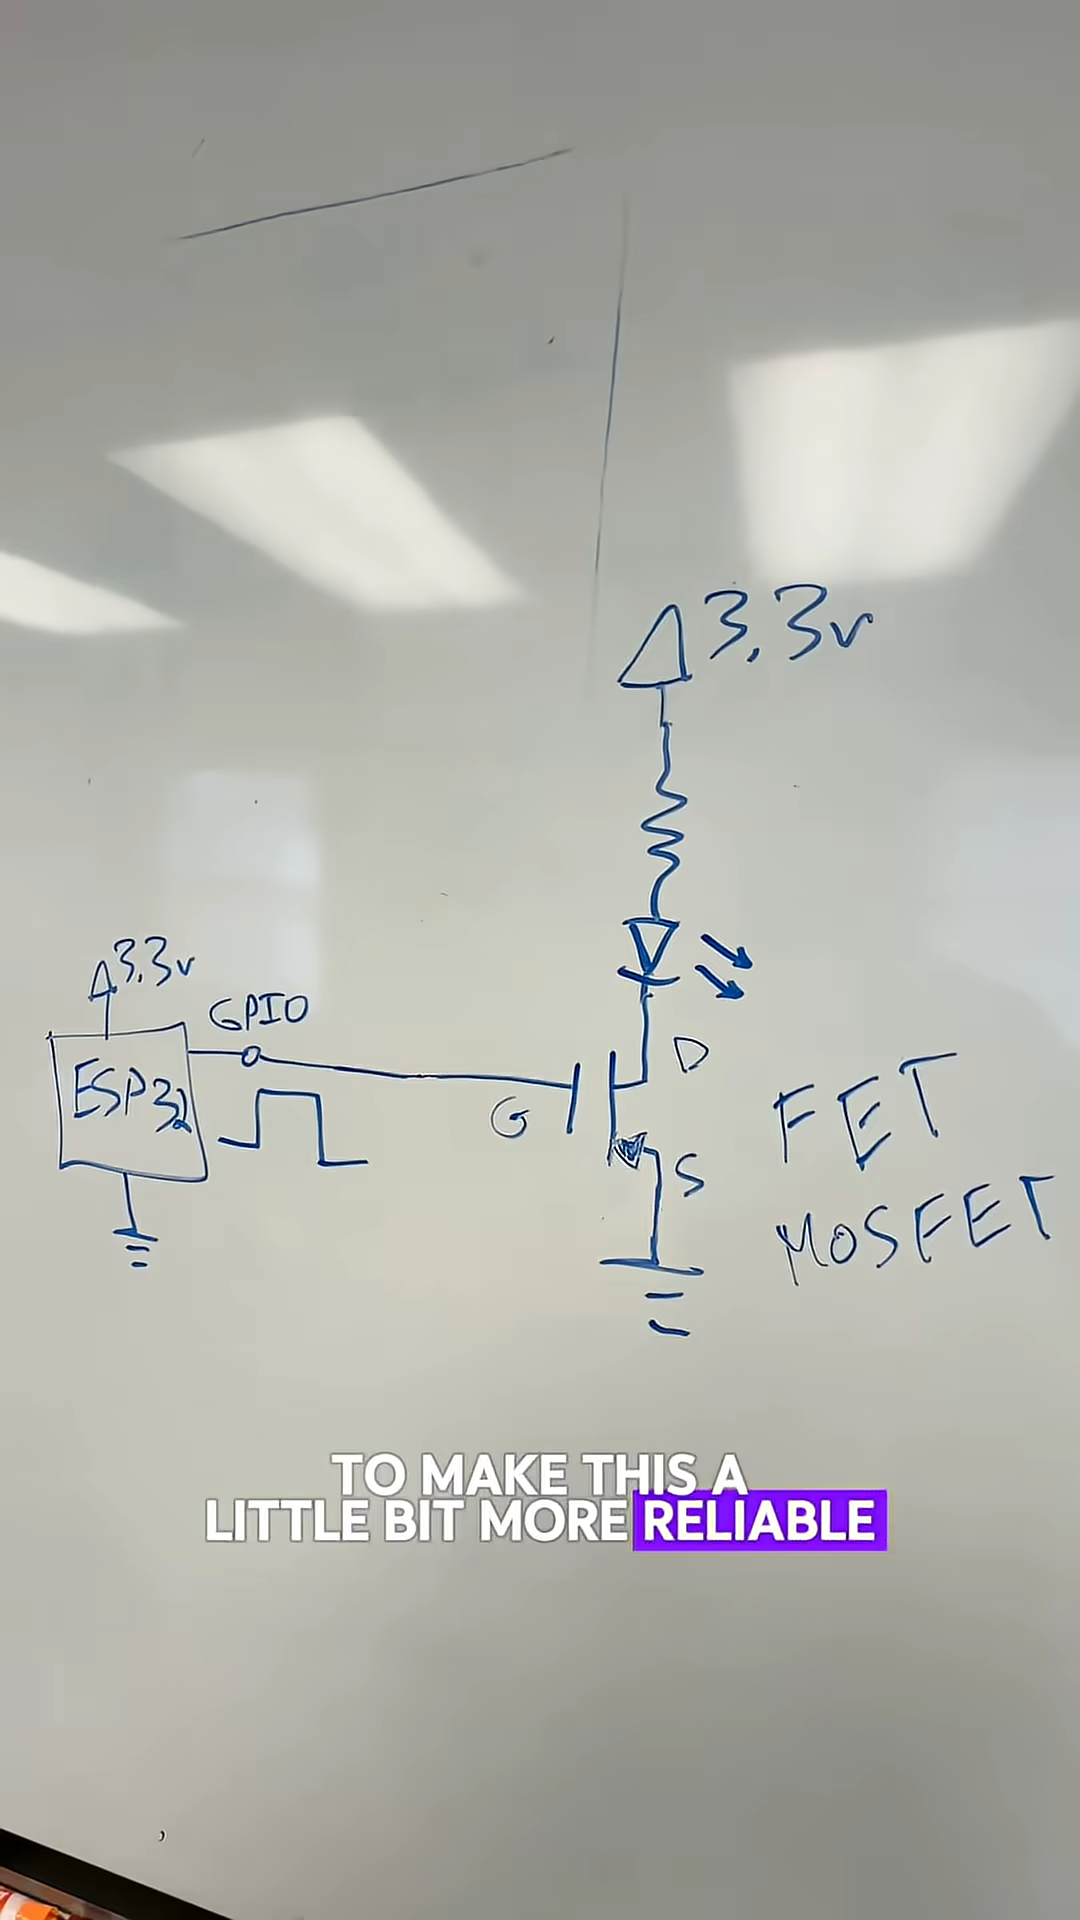 3.3v
3.3v
GPIO
ESP32
D
G
S
FET
MOSFET
TO MAKE THIS A
LITTLE BIT MORE RELIABLE